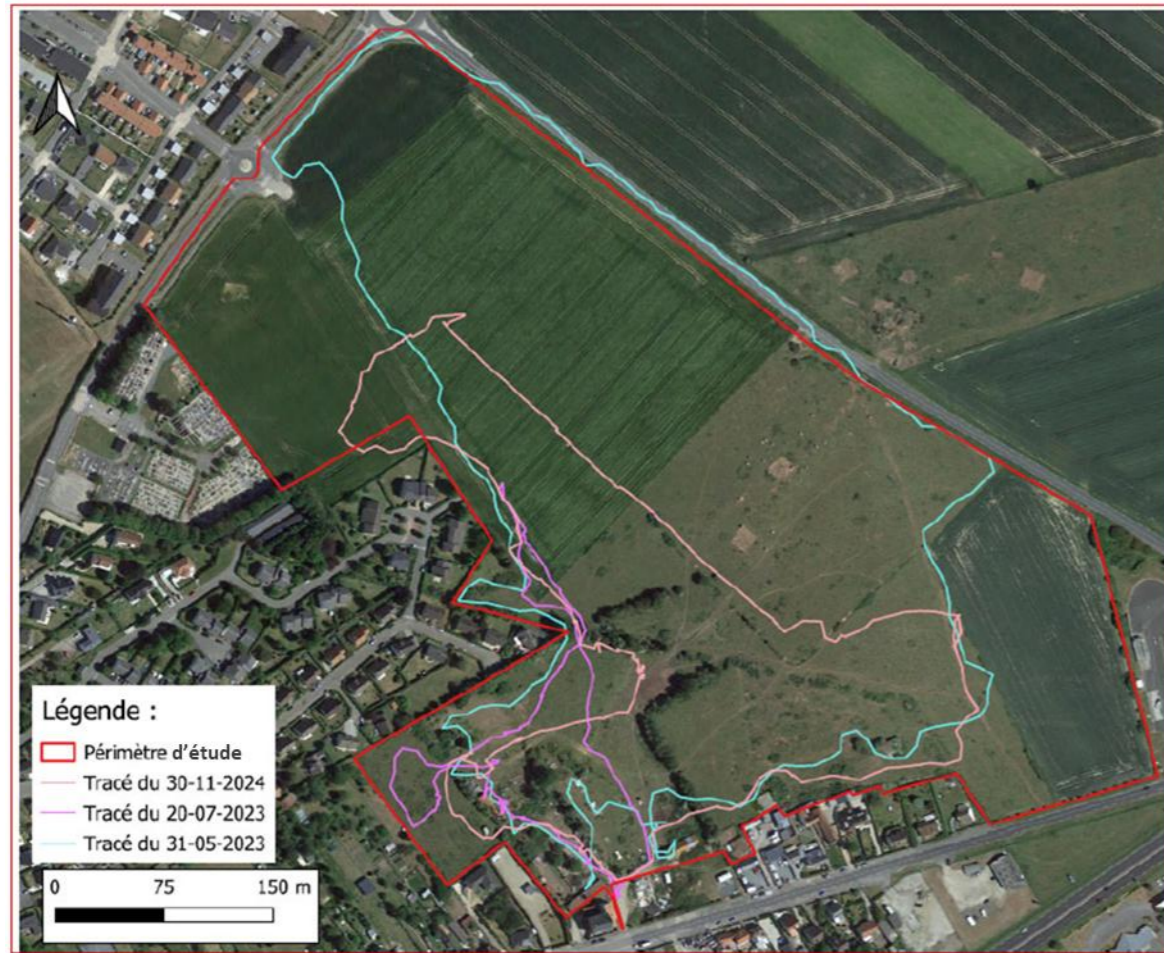 Légende :
Périmètre d'étude
Tracé du 30-11-2024
Tracé du 20-07-2023
Tracé du 31-05-2023
0 75 150 m